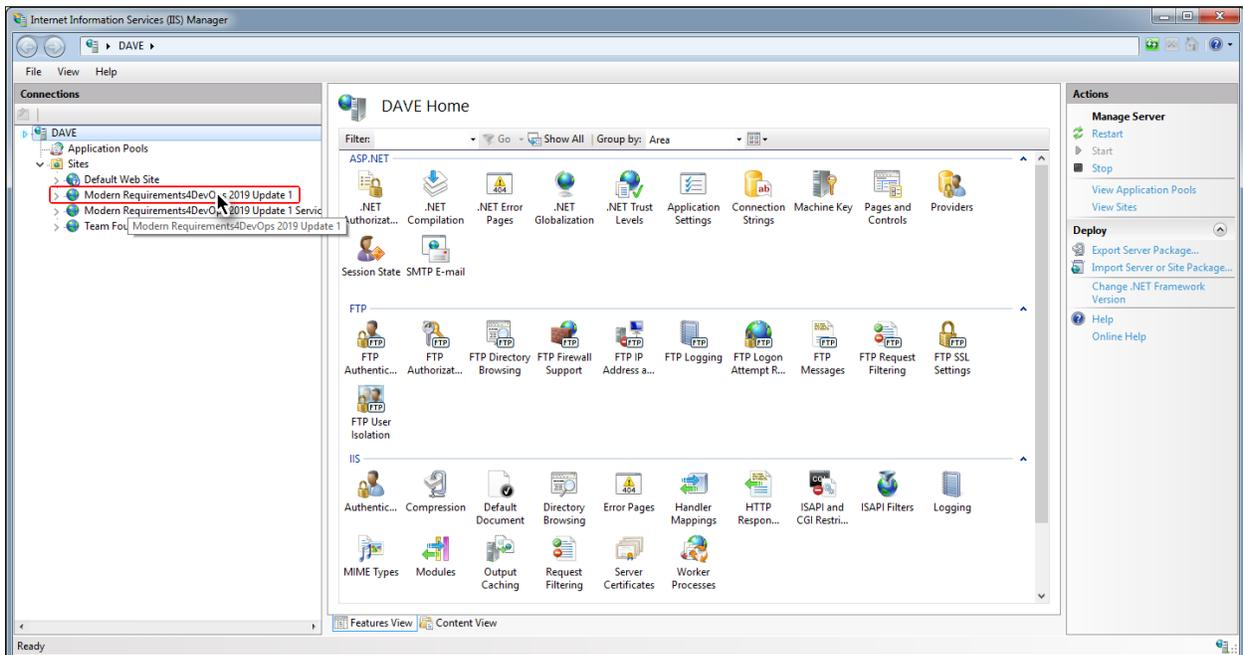 Internet Information Services (IIS) Manager
DAVE
File View Help
Connections
DAVE
Application Pools
Sites
Default Web Site
Modern Requirements4DevOps 2019 Update 1
Modern Requirements4DevOps 2019 Update 1 Servic
Team Fou
Modern Requirements4DevOps 2019 Update 1
DAVE Home
Filter: Go Show All Group by: Area
ASP.NET
.NET Authorizat...
.NET Compilation
.NET Error Pages
.NET Globalization
.NET Trust Levels
Application Settings
Connection Strings
Machine Key
Pages and Controls
Providers
Session State
SMTP E-mail
FTP
FTP Authentic...
FTP Authorizat...
FTP Directory Browsing
FTP Firewall Support
FTP IP Address a...
FTP Logging
FTP Logon Attempt R...
FTP Messages
FTP Request Filtering
FTP SSL Settings
FTP User Isolation
IIS
Authentic...
Compression
Default Document
Directory Browsing
Error Pages
Handler Mappings
HTTP Respon...
ISAPI and CGI Restri...
ISAPI Filters
Logging
MIME Types
Modules
Output Caching
Request Filtering
Server Certificates
Worker Processes
Features View Content View
Actions
Manage Server
Restart
Start
Stop
View Application Pools
View Sites
Deploy
Export Server Package...
Import Server or Site Package...
Change .NET Framework
Version
Help
Online Help
Ready